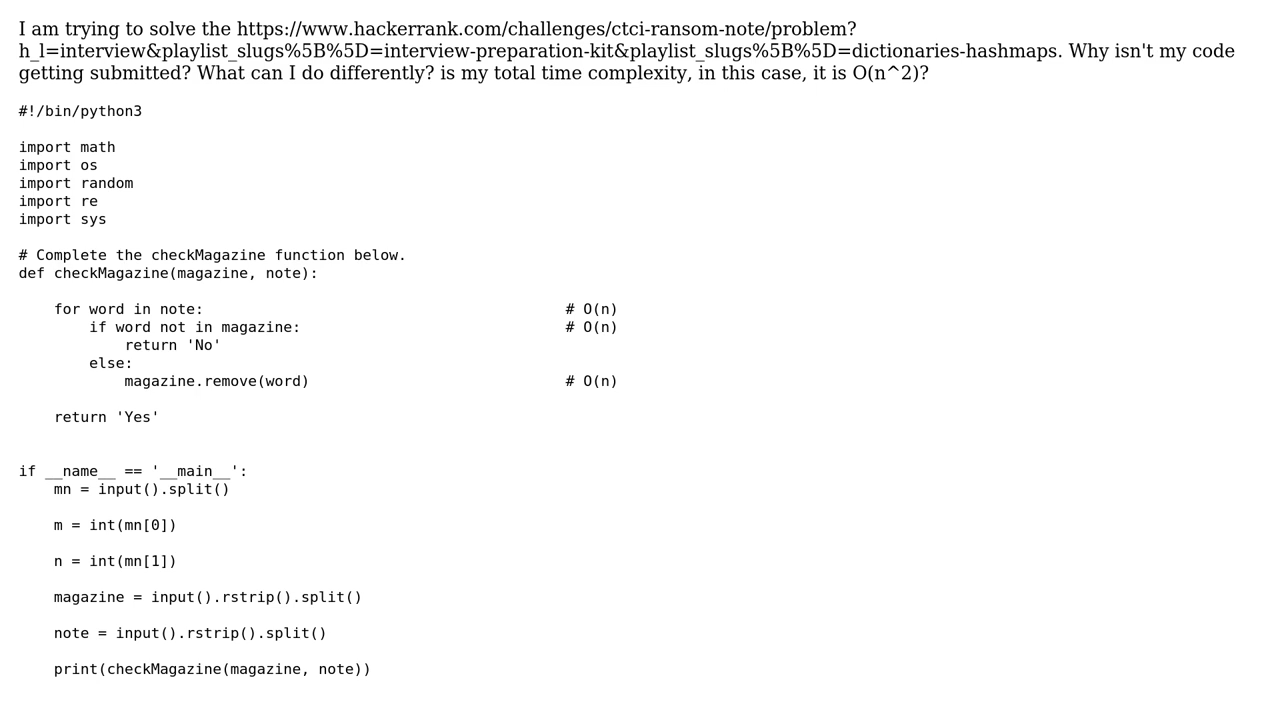 I am trying to solve the https://www.hackerrank.com/challenges/ctci-ransom-note/problem?
h_l=interview&playlist_slugs%5B%5D=interview-preparation-kit&playlist_slugs%5B%5D=dictionaries-hashmaps. Why isn't my code
getting submitted? What can I do differently? is my total time complexity, in this case, it is O(n^2)?
#!/bin/python3
import math
import os
import random
import re
import sys
# Complete the checkMagazine function below.
def checkMagazine(magazine, note):
    for word in note:                                         # O(n)
        if word not in magazine:                              # O(n)
            return 'No'
        else:
            magazine.remove(word)                             # O(n)
    return 'Yes'
if __name__ == '__main__':
    mn = input().split()
    m = int(mn[0])
    n = int(mn[1])
    magazine = input().rstrip().split()
    note = input().rstrip().split()
    print(checkMagazine(magazine, note))